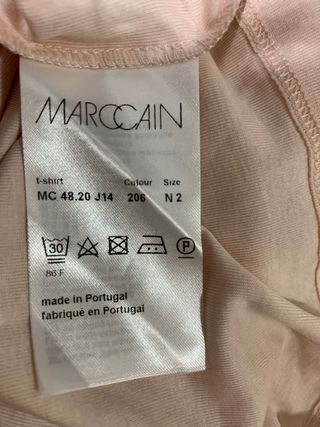 MARCCAIN
t-shirt Colour Size
MC 48.20 J14 206 N 2
30 P
86 F
made in Portugal
fabriqué en Portugal